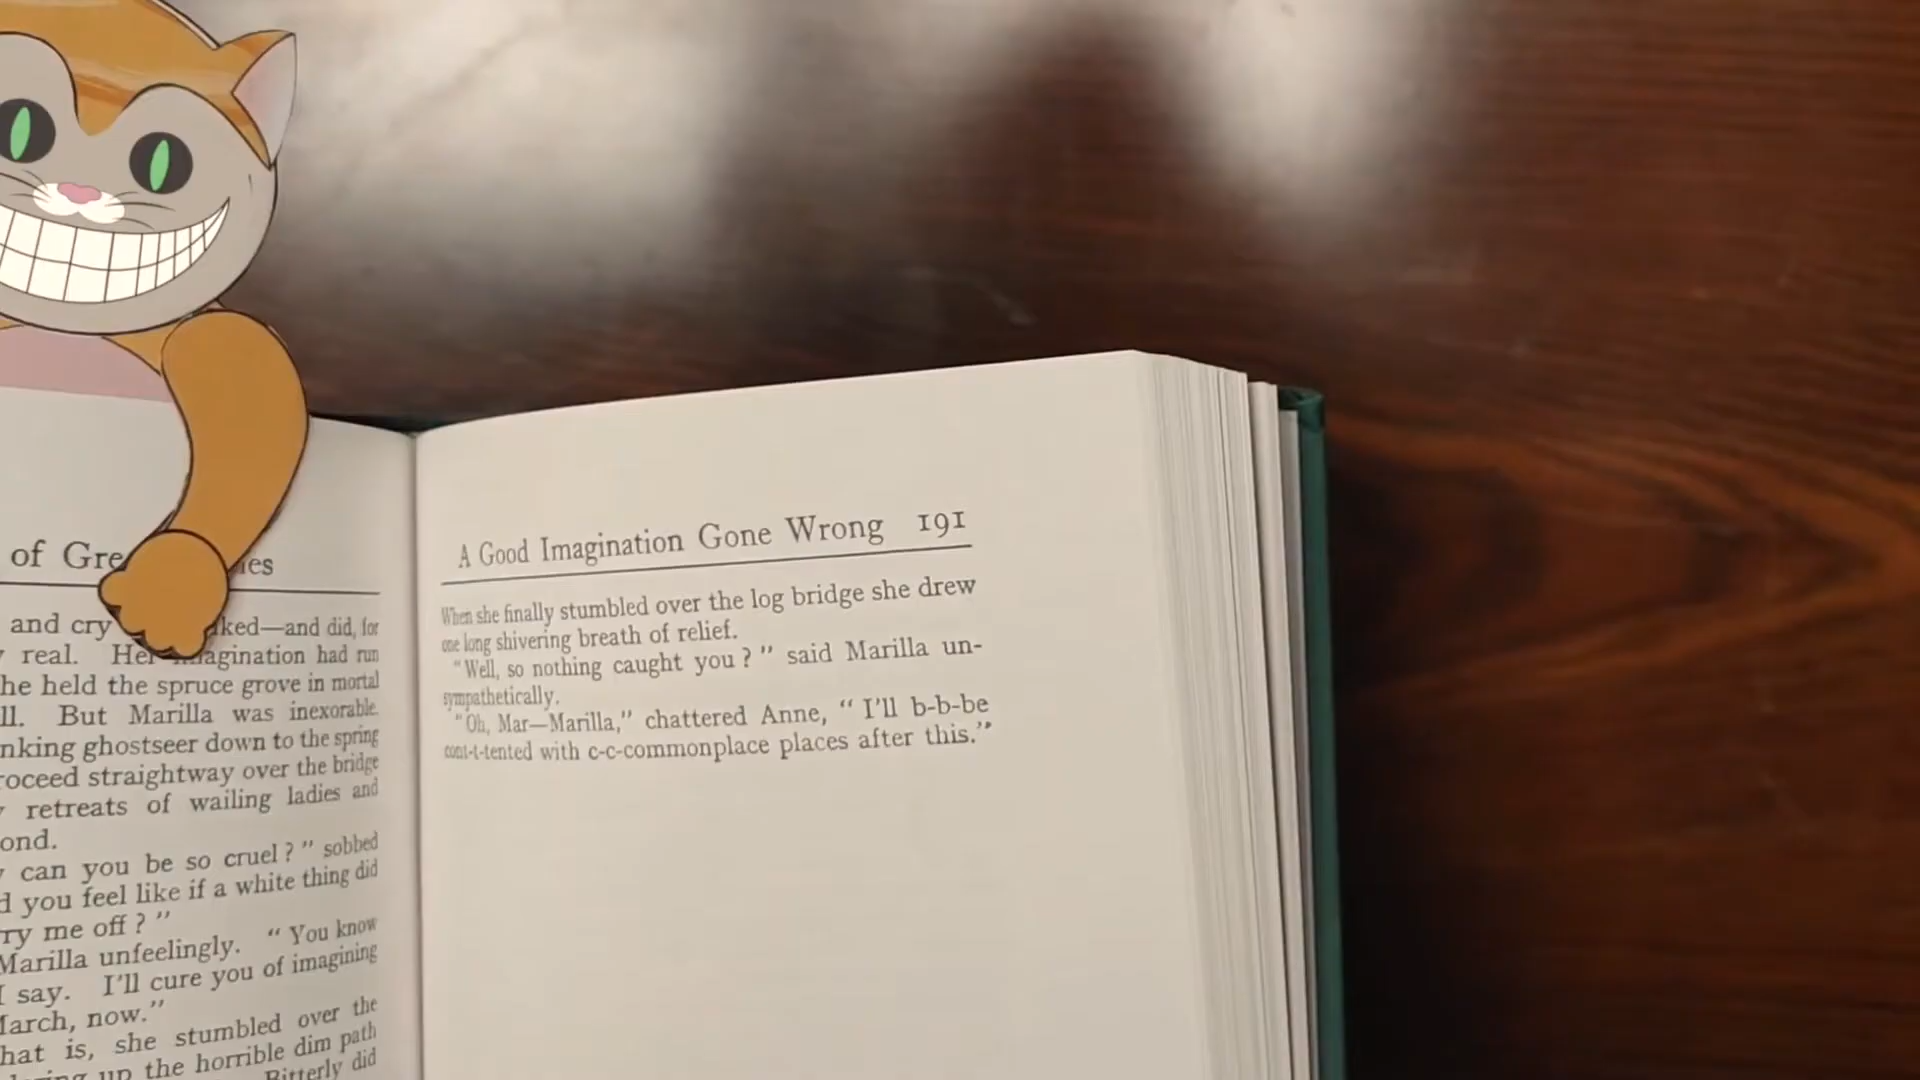 of Gre
es
and cry ked—and did, for
real. Her agination had run
he held the spruce grove in mortal
ll. But Marilla was inexorable.
nking ghostseer down to the spring
roceed straightway over the bridge
retreats of wailing ladies and
ond.
can you be so cruel?" sobbed
d you feel like if a white thing did
ry me off?"
Marilla unfeelingly. "You know
I say. I'll cure you of imagining
March, now."
hat is, she stumbled over the
up the horrible dim path
Bitterly did
A Good Imagination Gone Wrong 191
When she finally stumbled over the log bridge she drew
one long shivering breath of relief.
"Well, so nothing caught you?" said Marilla un-
sympathetically.
"Oh, Mar—Marilla," chattered Anne, "I'll b-b-be
cont-t-tented with c-c-commonplace places after this."